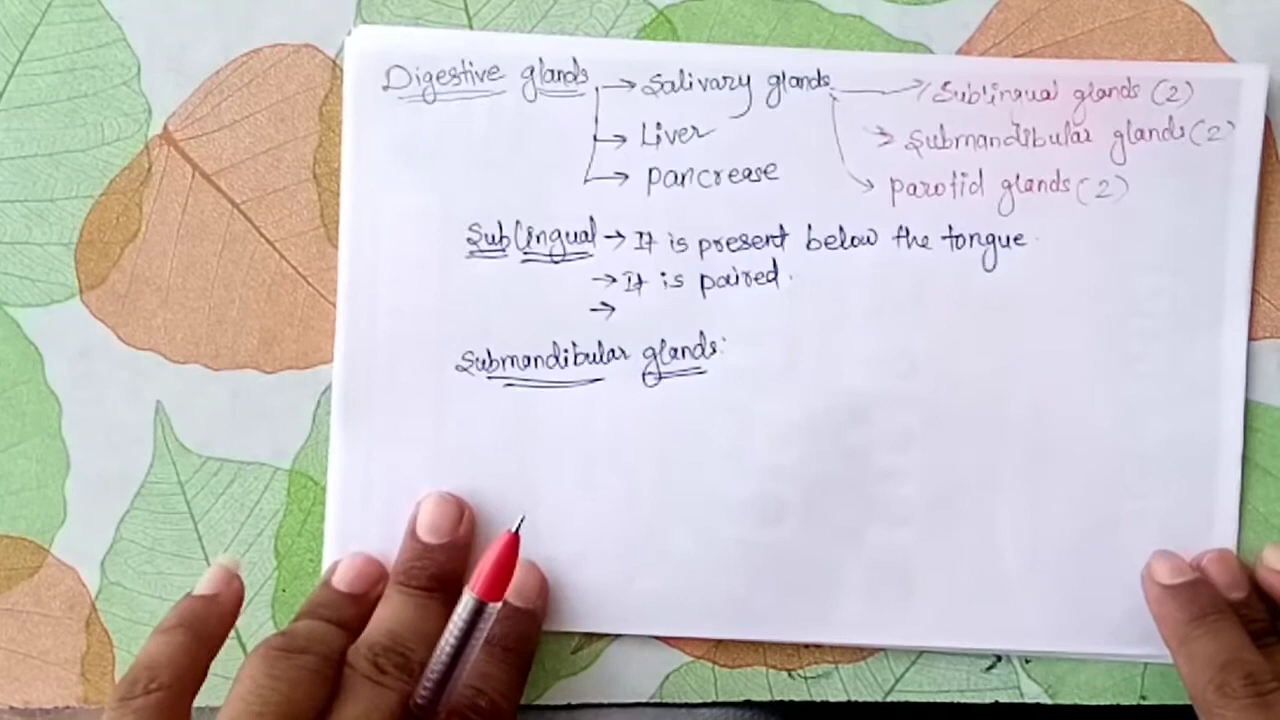 Digestive glands → Salivary glands → Sublingual glands (2)
→ Liver → Submandibular glands (2)
→ Pancrease → Parotid glands (2)
Sublingual → It is present below the tongue.
→ It is paired.
→
Submandibular glands: